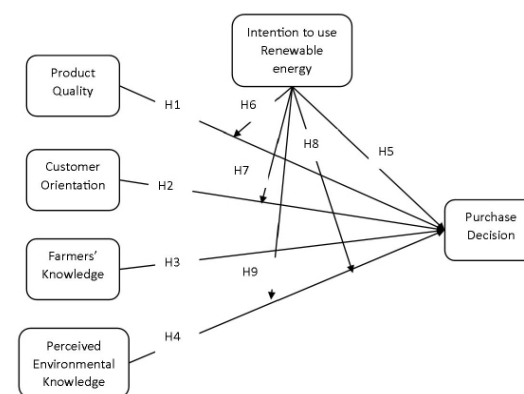 Intention to use
Renewable
energy
Product
Quality
H1
H6
H8
H5
Customer
Orientation
H7
H2
Purchase
Decision
Farmers'
Knowledge
H3
H9
H4
Perceived
Environmental
Knowledge